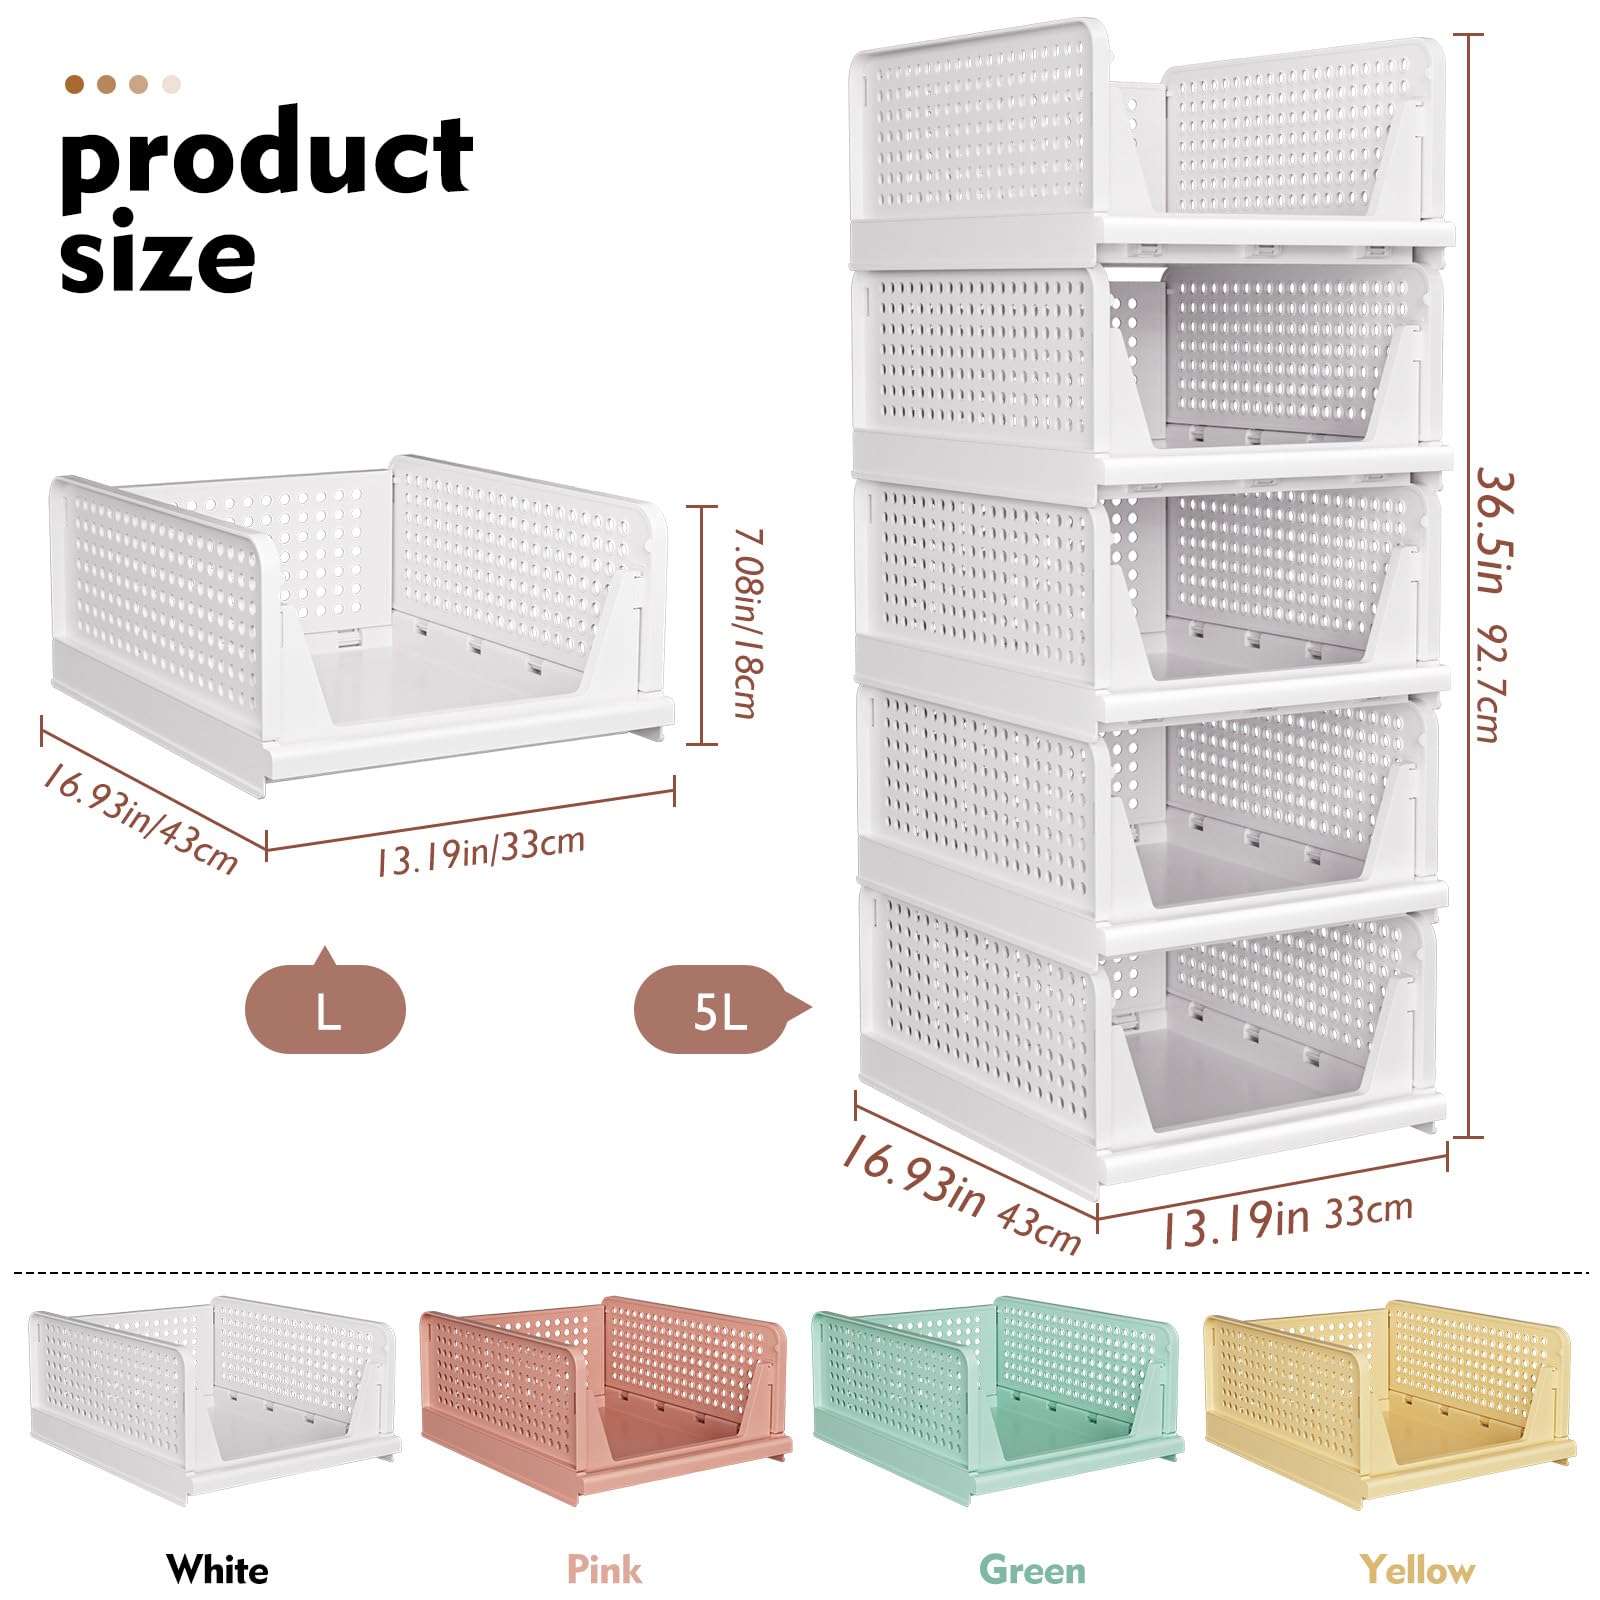 product
size
7.08in/18cm
16.93in/43cm
13.19in/33cm
L
5L
36.5in 92.7cm
16.93in 43cm
13.19in 33cm
White
Pink
Green
Yellow